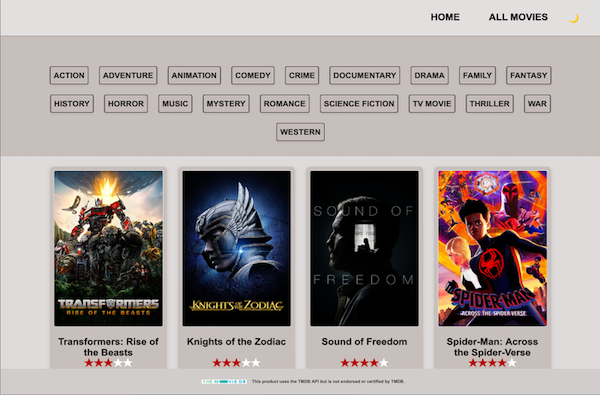 HOME ALL MOVIES
ACTION ADVENTURE ANIMATION COMEDY CRIME DOCUMENTARY DRAMA FAMILY FANTASY
HISTORY HORROR MUSIC MYSTERY ROMANCE SCIENCE FICTION TV MOVIE THRILLER WAR
WESTERN
TRANSFORMERS
RISE OF THE BEASTS
KNIGHTS OF THE ZODIAC
SOUND OF
FREEDOM
SPIDER-MAN
ACROSS THE SPIDER-VERSE
Transformers: Rise of
the Beasts
Knights of the Zodiac
Sound of Freedom
Spider-Man: Across
the Spider-Verse
THE MOVIE DB This product uses the TMDB API but is not endorsed or certified by TMDB.